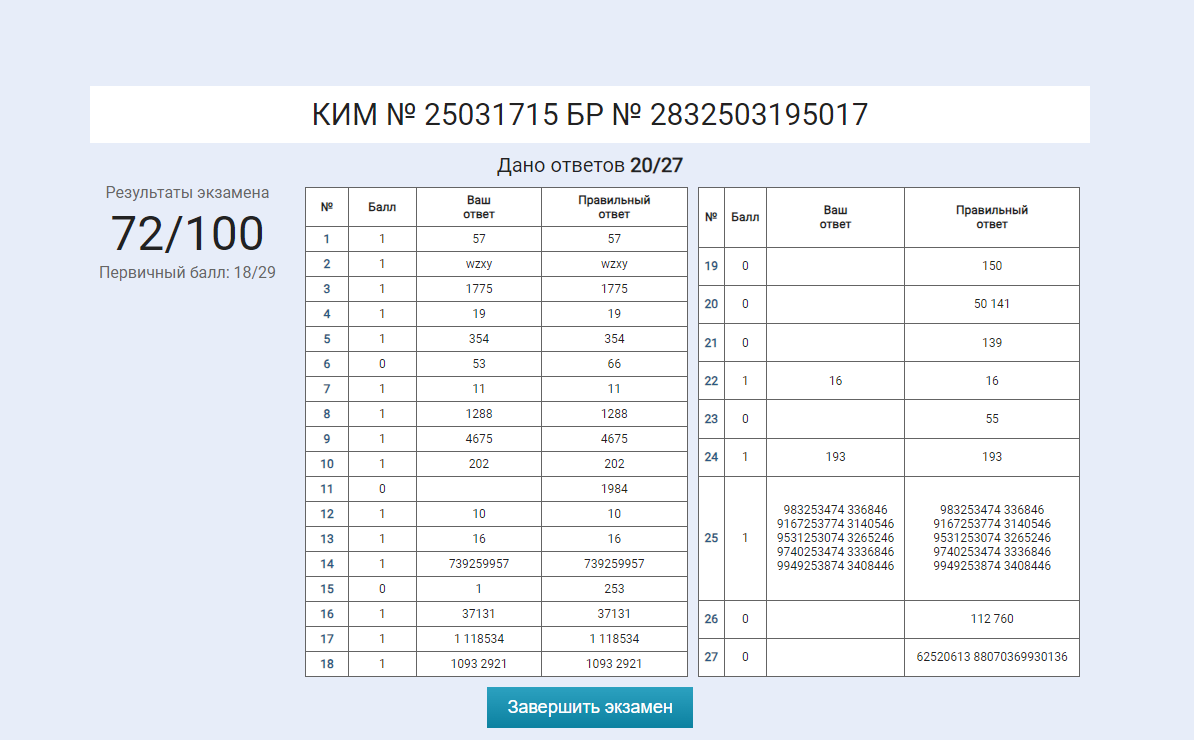 КИМ № 25031715 БР № 2832503195017
Дано ответов 20/27
Результаты экзамена
72/100
Первичный балл: 18/29
№ Балл Ваш ответ Правильный ответ
1 1 57 57
2 1 wzxy wzxy
3 1 1775 1775
4 1 19 19
5 1 354 354
6 0 53 66
7 1 11 11
8 1 1288 1288
9 1 4675 4675
10 1 202 202
11 0 1984
12 1 10 10
13 1 16 16
14 1 739259957 739259957
15 0 1 253
16 1 37131 37131
17 1 1 118534 1 118534
18 1 1093 2921 1093 2921
№ Балл Ваш ответ Правильный ответ
19 0 150
20 0 50 141
21 0 139
22 1 16 16
23 0 55
24 1 193 193
983253474 336846 983253474 336846
9167253774 3140546 9167253774 3140546
25 1 9531253074 3265246 9531253074 3265246
9740253474 3336846 9740253474 3336846
9949253874 3408446 9949253874 3408446
26 0 112 760
27 0 62520613 88070369930136
Завершить экзамен